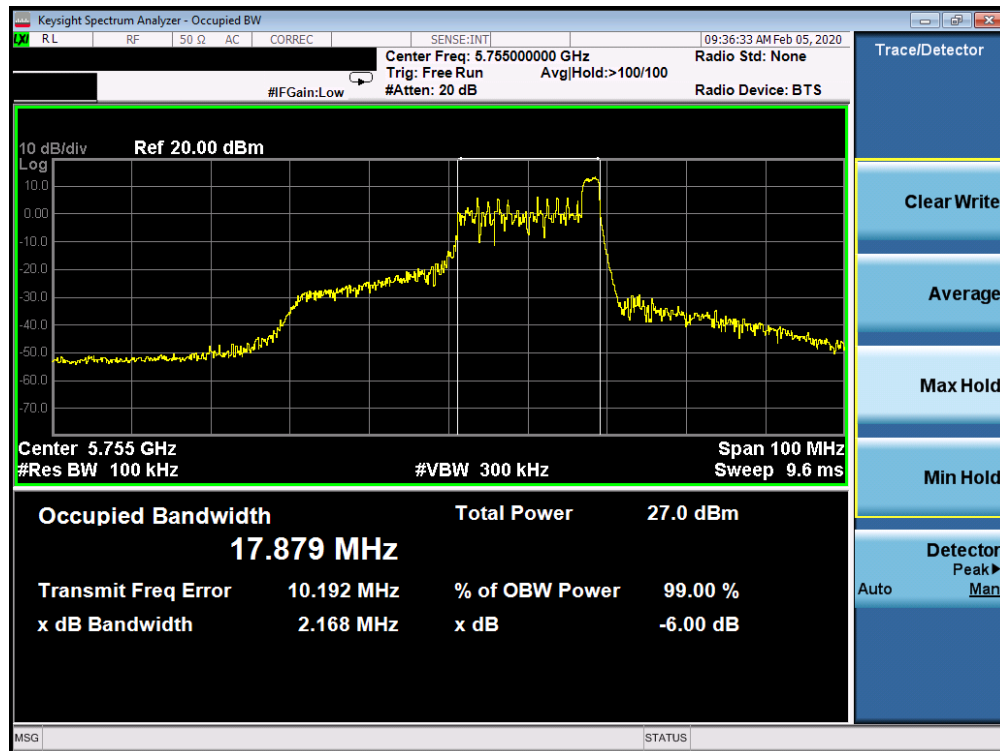 Keysight Spectrum Analyzer - Occupied BW
LXI RL RF 50 Ω AC CORREC SENSE:INT 09:36:33 AM Feb 05, 2020
Center Freq: 5.755000000 GHz Radio Std: None
Trig: Free Run Avg|Hold:>100/100
#IFGain:Low #Atten: 20 dB Radio Device: BTS
Trace/Detector
10 dB/div Ref 20.00 dBm
Log
10.0
0.00
-10.0
-20.0
-30.0
-40.0
-50.0
-60.0
-70.0
Center 5.755 GHz Span 100 MHz
#Res BW 100 kHz #VBW 300 kHz Sweep 9.6 ms
Occupied Bandwidth Total Power 27.0 dBm
17.879 MHz
Transmit Freq Error 10.192 MHz % of OBW Power 99.00 %
x dB Bandwidth 2.168 MHz x dB -6.00 dB
Clear Write
Average
Max Hold
Min Hold
Detector
Peak▶
Auto Man
MSG STATUS